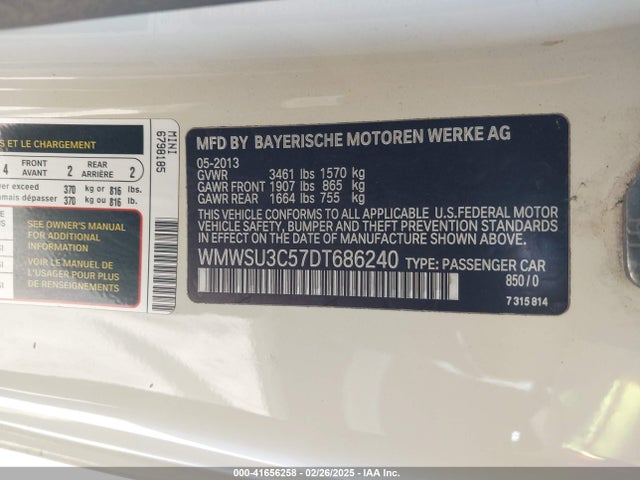 ES ET LE CHARGEMENT
4 FRONT AVANT 2 REAR ARRIÈRE 2
ver exceed 370 kg or 816 lbs.
amais dépasser 370 kg ou 816 lb.
SEE OWNER'S MANUAL
FOR ADDITIONAL
INFORMATION
VOIR LE MANUEL
DE L'USAGER
POUR PLUS
DE RENSEIGNEMENTS
MINI
6798185
MFD BY BAYERISCHE MOTOREN WERKE AG
05-2013
GVWR 3461 lbs 1570 kg
GAWR FRONT 1907 lbs 865 kg
GAWR REAR 1664 lbs 755 kg
THIS VEHICLE CONFORMS TO ALL APPLICABLE U.S.FEDERAL MOTOR
VEHICLE SAFETY, BUMPER, AND THEFT PREVENTION STANDARDS
IN EFFECT ON THE DATE OF MANUFACTURE SHOWN ABOVE.
WMWSU3C57DT686240 TYPE: PASSENGER CAR
850/0
7 315 814
000-41656258 - 02/26/2025 - IAA Inc.